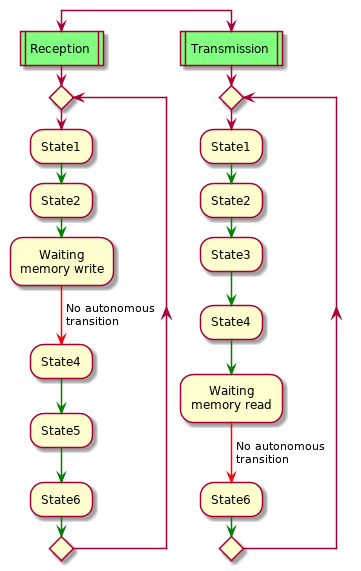 Reception
State1
State2
Waiting
memory write
No autonomous
transition
State4
State5
State6
Transmission
State1
State2
State3
State4
Waiting
memory read
No autonomous
transition
State6